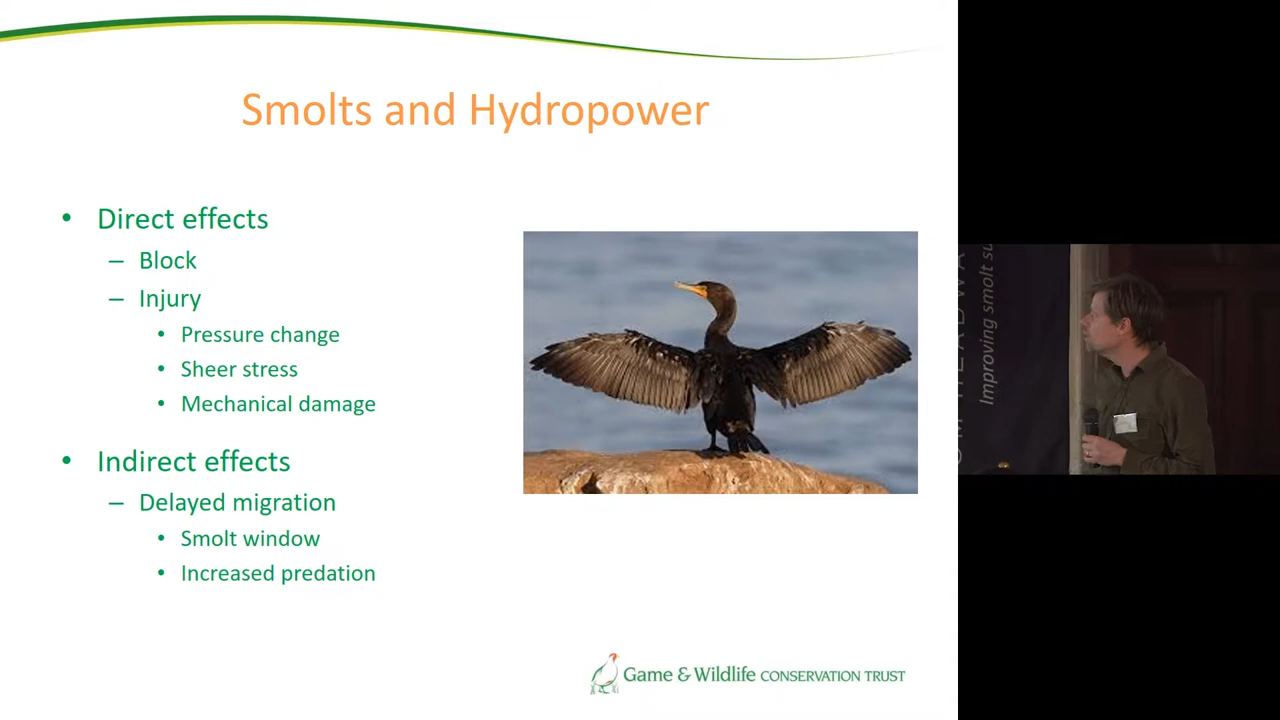 Smolts and Hydropower
• Direct effects
– Block
– Injury
• Pressure change
• Sheer stress
• Mechanical damage
• Indirect effects
– Delayed migration
• Smolt window
• Increased predation
Game & Wildlife CONSERVATION TRUST
Improving smolt